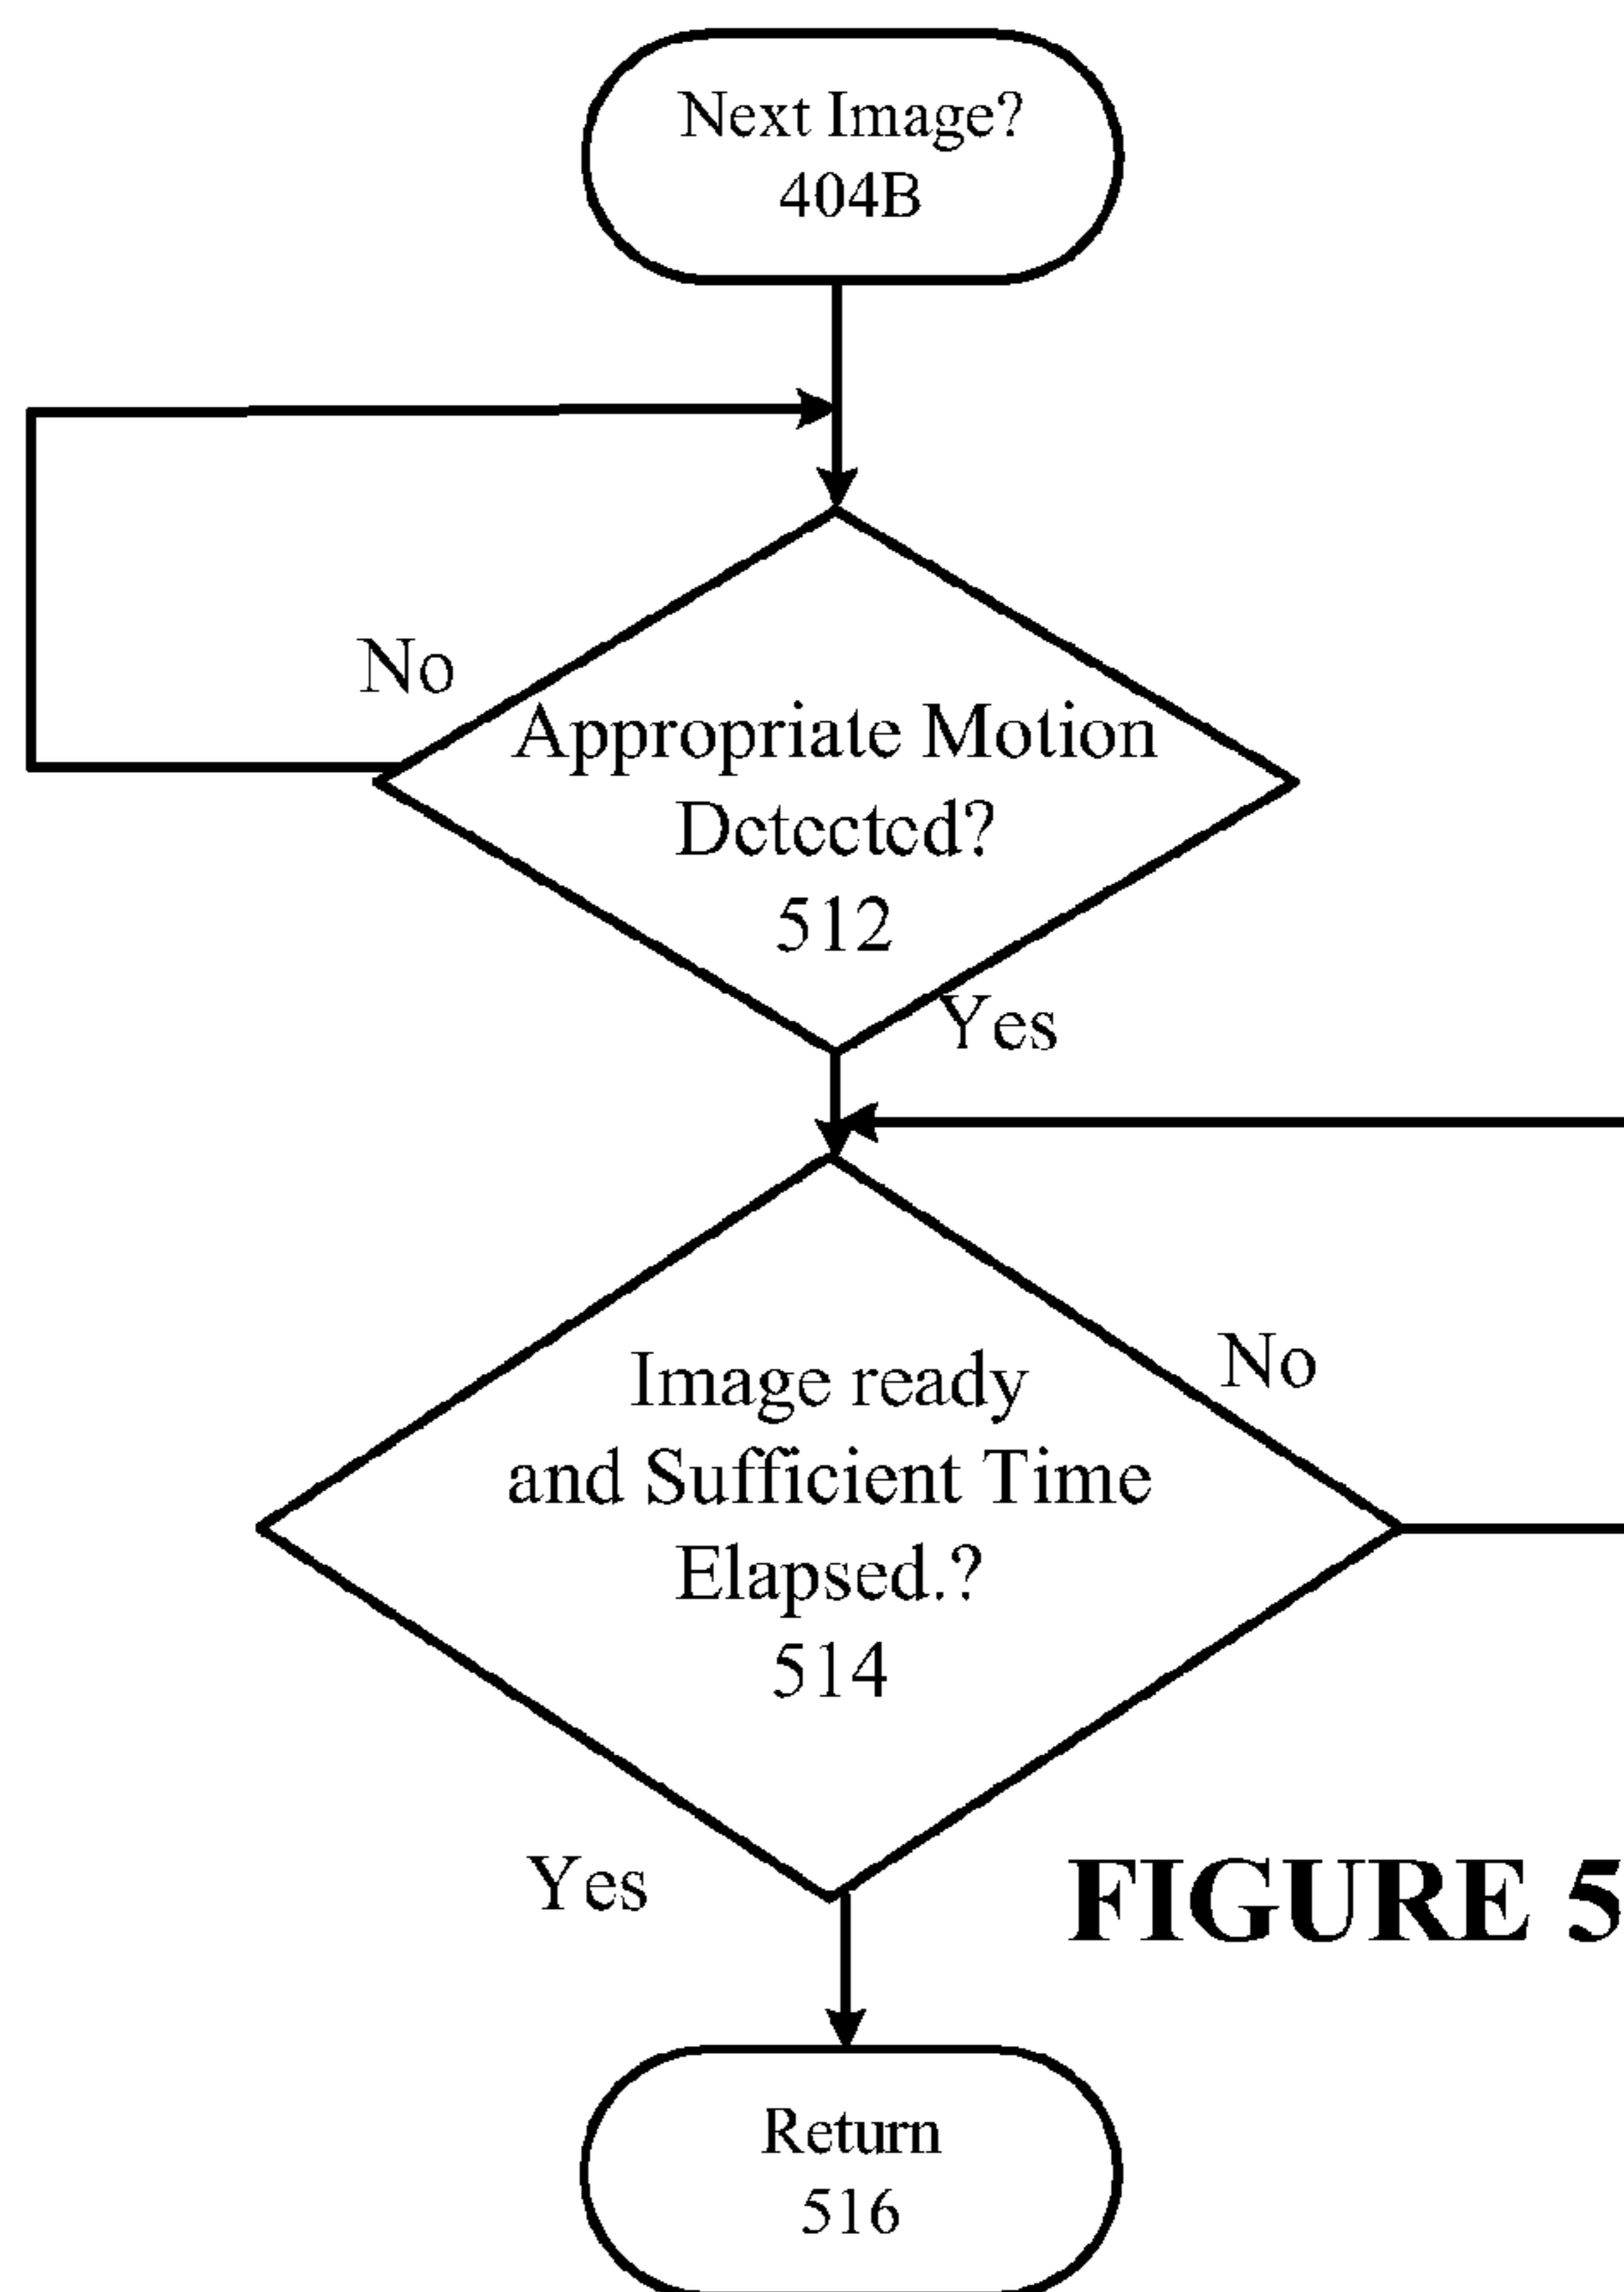 Next Image?
404B
No
Appropriate Motion
Detected?
512
Yes
No
Image ready
and Sufficient Time
Elapsed.?
514
Yes
FIGURE 5
Return
516